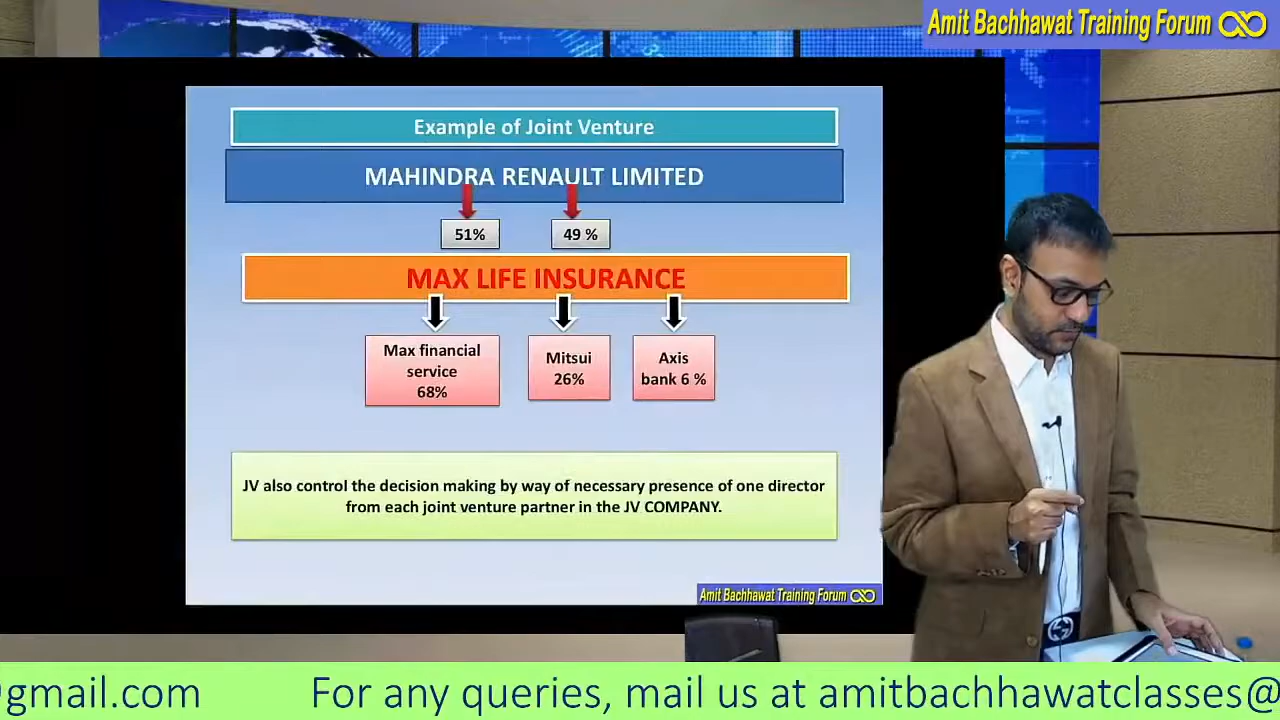 Amit Bachhawat Training Forum
Example of Joint Venture
MAHINDRA RENAULT LIMITED
51%
49 %
MAX LIFE INSURANCE
Max financial
service
68%
Mitsui
26%
Axis
bank 6 %
JV also control the decision making by way of necessary presence of one director
from each joint venture partner in the JV COMPANY.
Amit Bachhawat Training Forum
@gmail.com For any queries, mail us at amitbachhawatclasses@